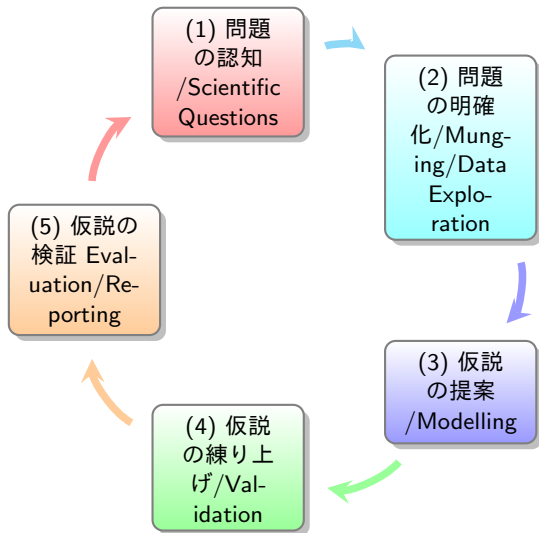 (1) 問題
の認知
/Scientific
Questions
(2) 問題
の明確
化/Mung-
ing/Data
Explo-
ration
(3) 仮説
の提案
/Modelling
(4) 仮説
の練り上
げ/Val-
idation
(5) 仮説の
検証 Eval-
uation/Re-
porting